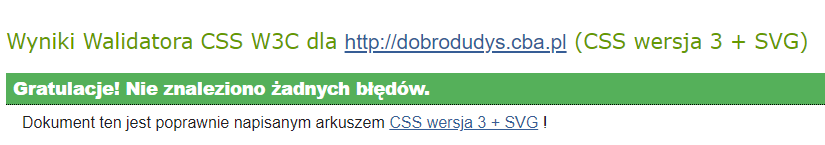 Wyniki Walidatora CSS W3C dla http://dobrodudys.cba.pl (CSS wersja 3 + SVG)
Gratulacje! Nie znaleziono żadnych błędów.
Dokument ten jest poprawnie napisanym arkuszem CSS wersja 3 + SVG !